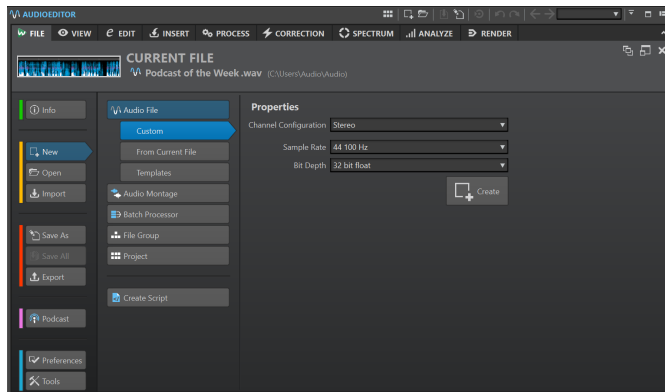 AUDIOEDITOR
FILE VIEW EDIT INSERT PROCESS CORRECTION SPECTRUM ANALYZE RENDER
CURRENT FILE
Podcast of the Week.wav (C:\Users\Audio\Audio)
Info
New
Open
Import
Save As
Save All
Export
Podcast
Preferences
Tools
Audio File
Custom
From Current File
Templates
Audio Montage
Batch Processor
File Group
Project
Create Script
Properties
Channel Configuration Stereo
Sample Rate 44 100 Hz
Bit Depth 32 bit float
Create